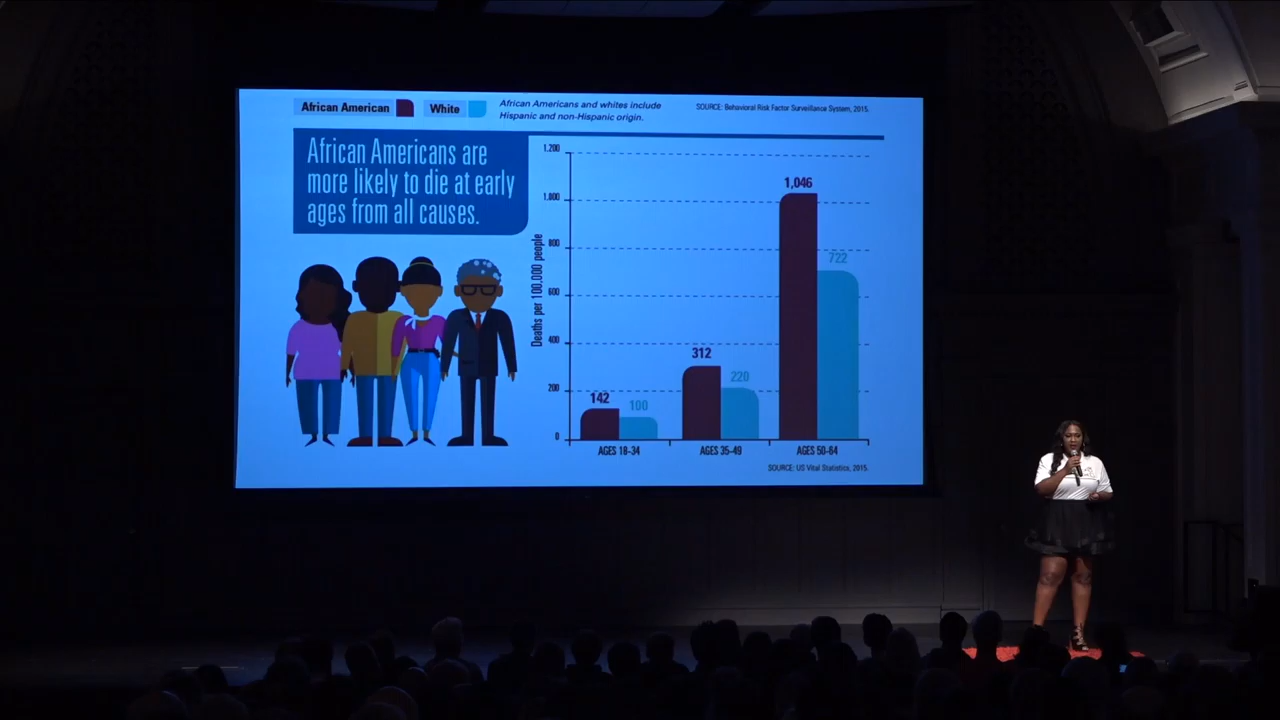 African American
White
African Americans and whites include
Hispanic and non-Hispanic origin.
SOURCE: Behavioral Risk Factor Surveillance System, 2015.
African Americans are
more likely to die at early
ages from all causes.
Deaths per 100,000 people
1,200
1,000
800
600
400
200
0
142
100
312
220
1,046
722
AGES 18-34
AGES 35-49
AGES 50-64
SOURCE: US Vital Statistics, 2015.